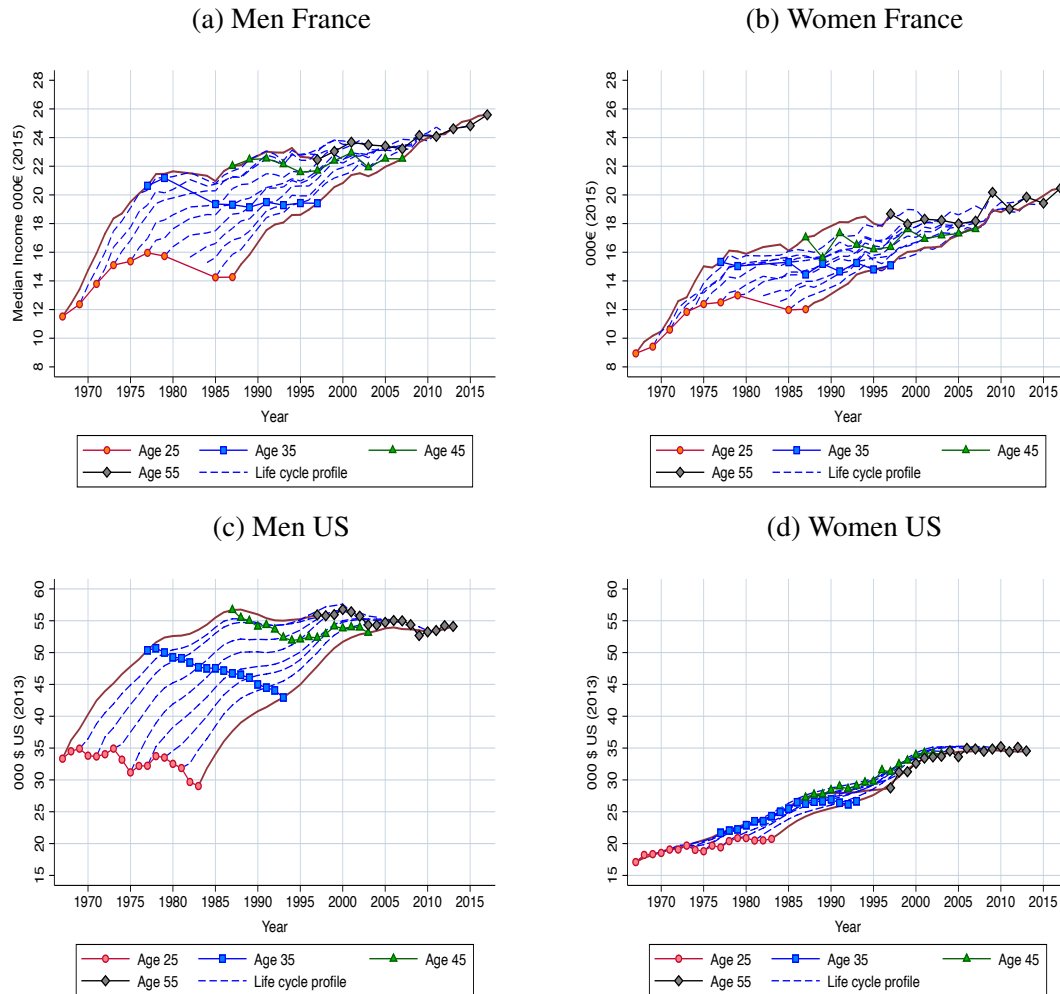 (a) Men France
(b) Women France
Median Income 000€ (2015)
28
26
24
22
20
18
16
14
12
10
8
1970 1975 1980 1985 1990 1995 2000 2005 2010 2015
Year
Age 25 Age 35 Age 45
Age 55 Life cycle profile
000€ (2015)
28
26
24
22
20
18
16
14
12
10
8
1970 1975 1980 1985 1990 1995 2000 2005 2010 2015
Year
Age 25 Age 35 Age 45
Age 55 Life cycle profile
(c) Men US
(d) Women US
000 $ US (2013)
60
55
50
45
40
35
30
25
20
15
1970 1975 1980 1985 1990 1995 2000 2005 2010 2015
Year
Age 25 Age 35 Age 45
Age 55 Life cycle profile
000 $ US (2013)
60
55
50
45
40
35
30
25
20
15
1970 1975 1980 1985 1990 1995 2000 2005 2010 2015
Year
Age 25 Age 35 Age 45
Age 55 Life cycle profile